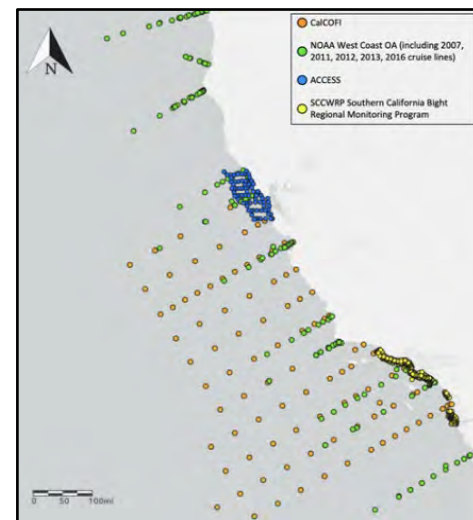 CalCOFI
NOAA West Coast OA (including 2007,
2011, 2012, 2013, 2016 cruise lines)
ACCESS
SCCWRP Southern California Bight
Regional Monitoring Program
N
0 50 100mi